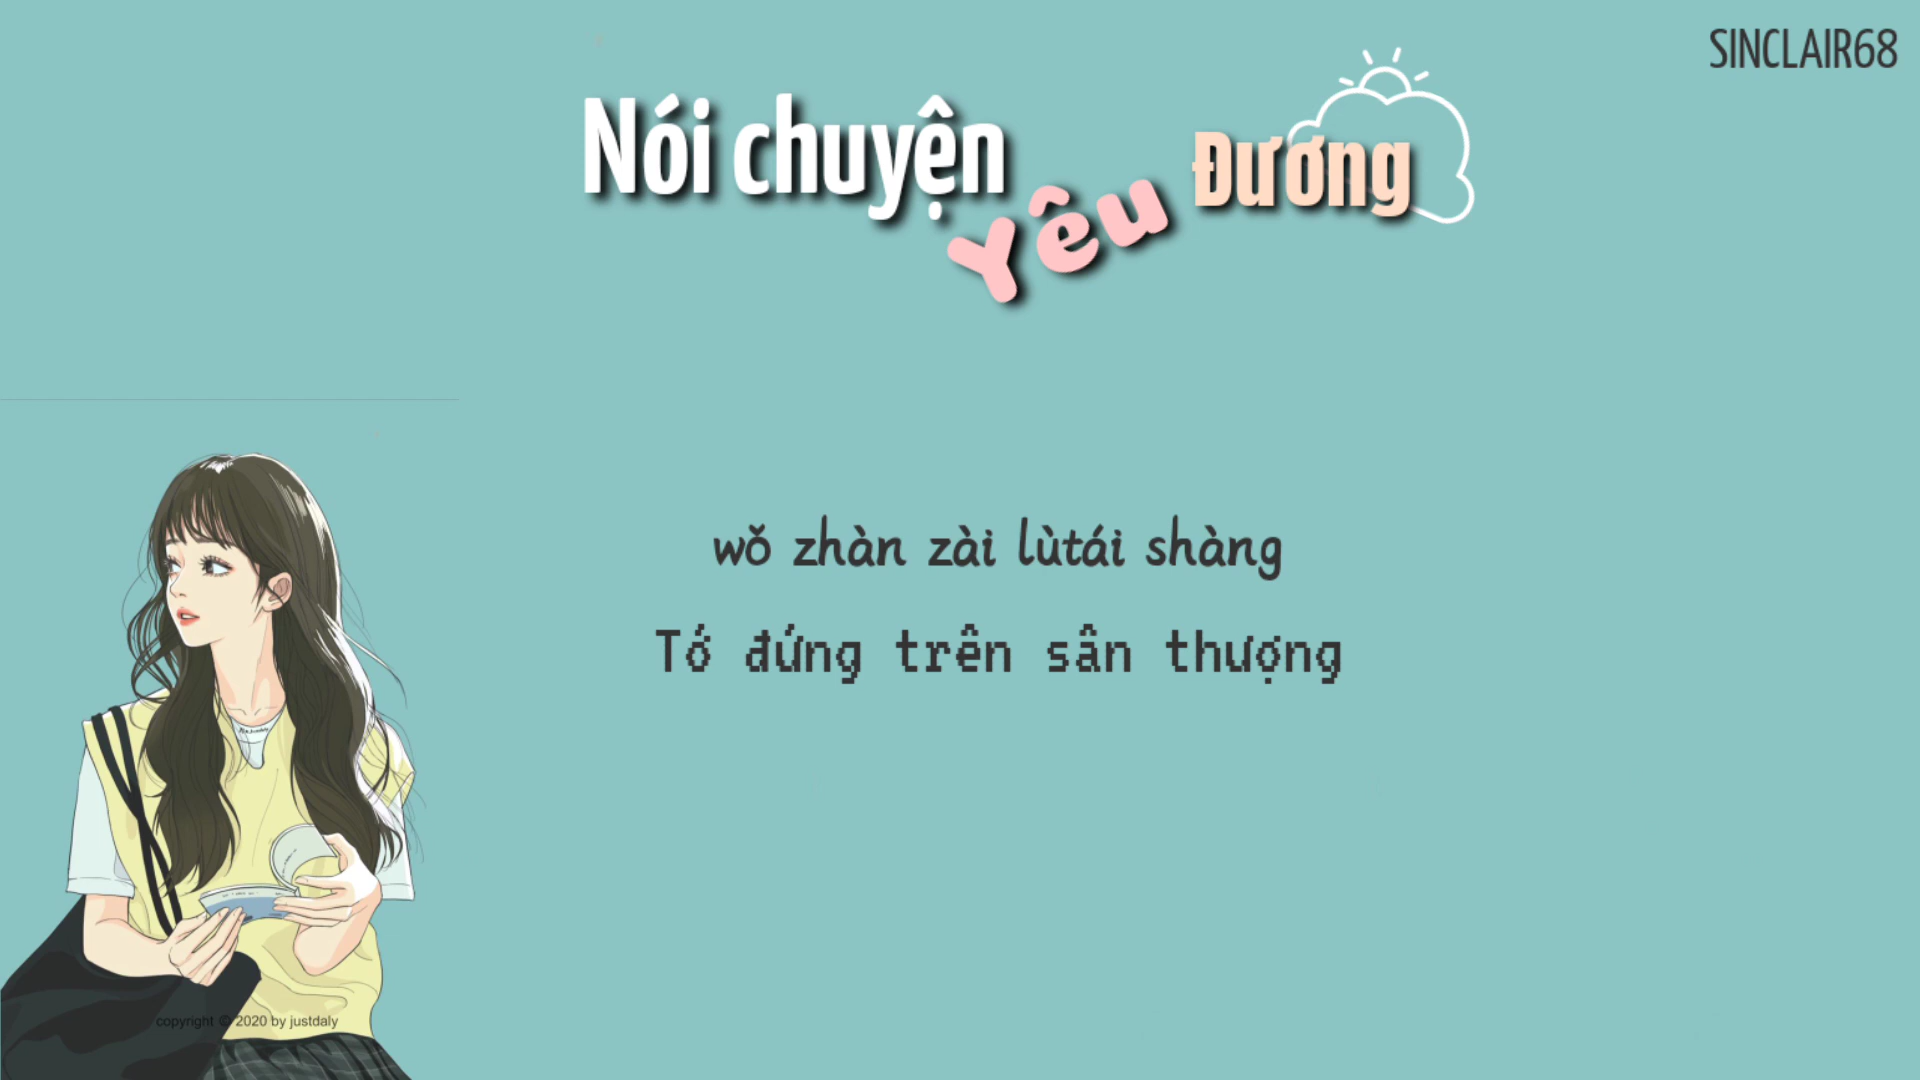 SINCLAIR68
Nói chuyện
Yêu
Đương
wǒ zhàn zài lùtái shàng
Tớ đứng trên sân thượng
copyright © 2020 by justdaly